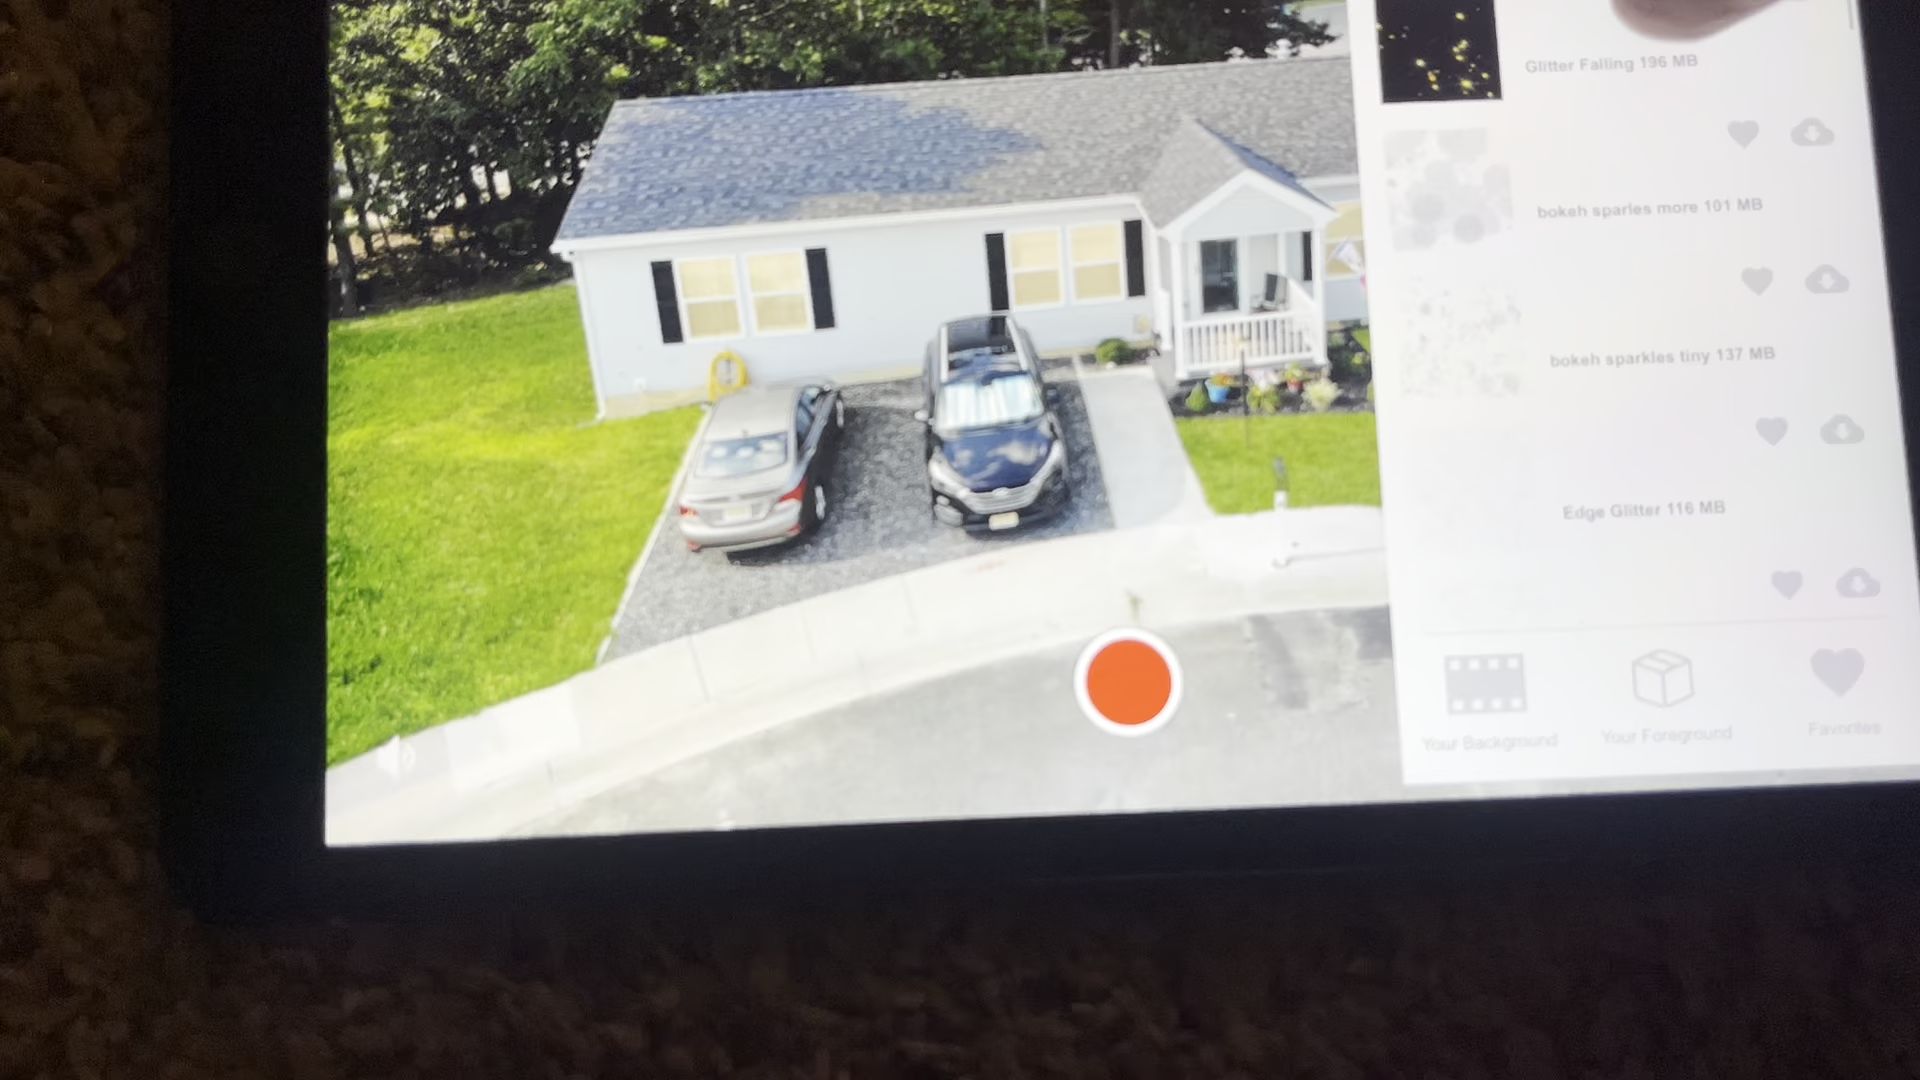 Glitter Falling 196 MB
bokeh sparles more 101 MB
bokeh sparkles tiny 137 MB
Edge Glitter 116 MB
Your Background
Your Foreground
Favorites